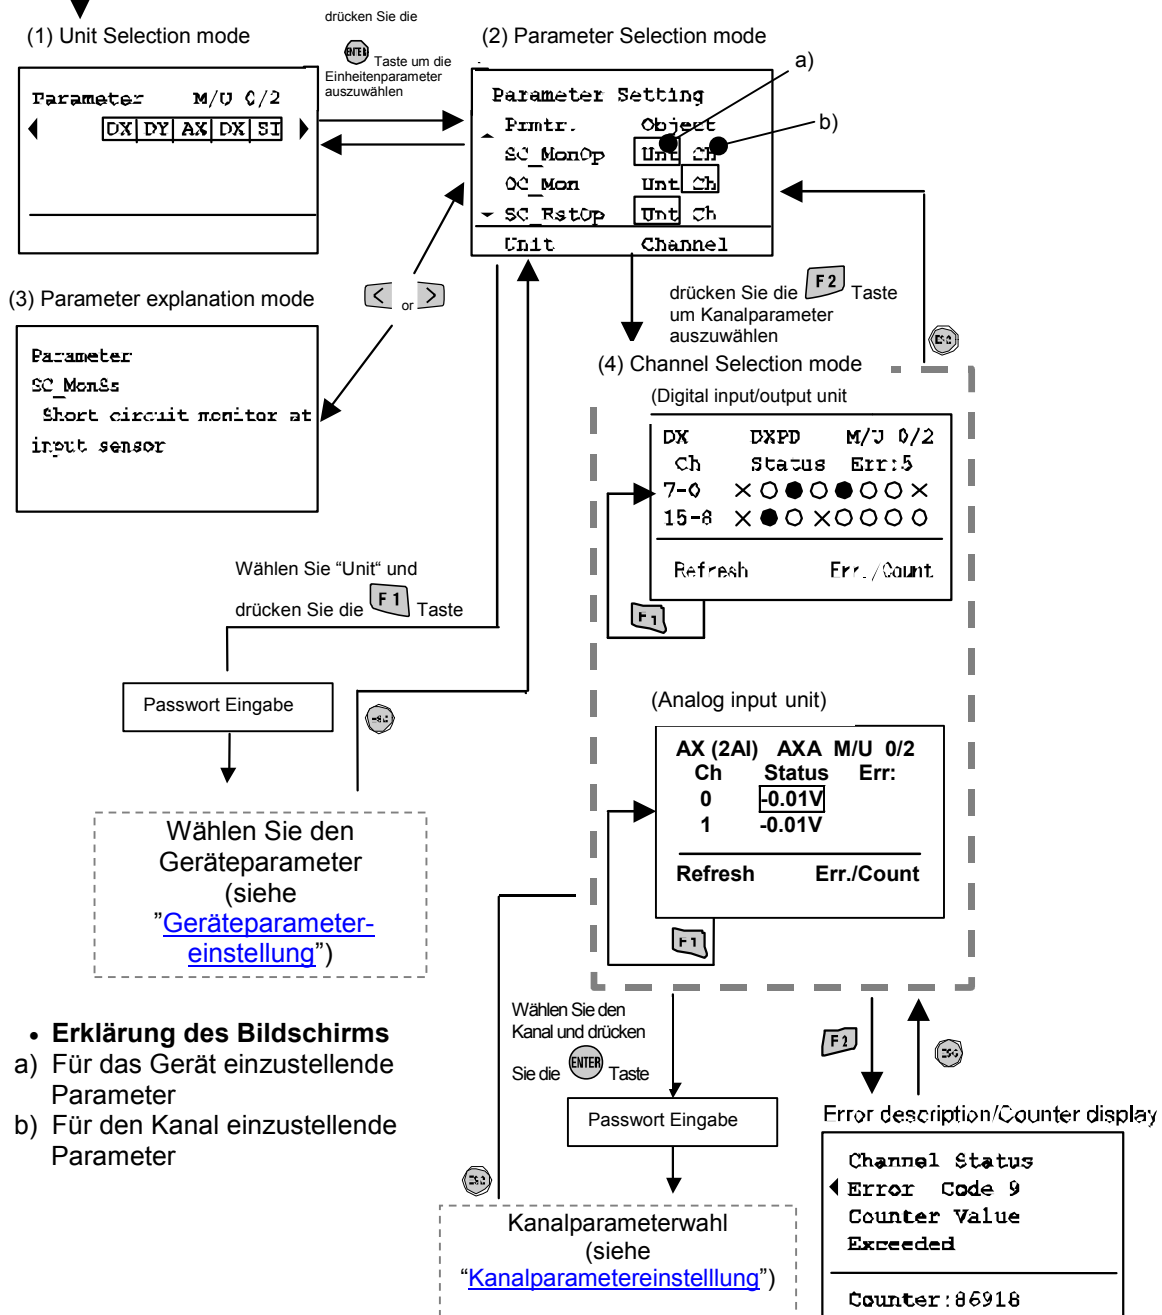 drücken Sie die
ENTER Taste um die
Einheitenparameter
auszuwählen
(1) Unit Selection mode
Parameter M/U 0/2
DX DY AX DX SI
(2) Parameter Selection mode
a)
b)
Parameter Setting
Prmtr. Object
SC_MonOp Unt Ch
OC_Mon Unt Ch
SC_RstOp Unt Ch
Unit Channel
(3) Parameter explanation mode
< or >
Parameter
SC_MonSs
Short circuit monitor at
input sensor
drücken Sie die F2 Taste
um Kanalparameter
auszuwählen
ESC
(4) Channel Selection mode
(Digital input/output unit
DX DXPD M/U 0/2
Ch Status Err:5
7-0
15-8
Refresh Err./Count
F1
Wählen Sie "Unit“ und
drücken Sie die F1 Taste
Passwort Eingabe
ESC
Wählen Sie den
Geräteparameter
(siehe
”Geräteparameter-
einstellung”)
(Analog input unit)
AX (2AI) AXA M/U 0/2
Ch Status Err:
0 -0.01V
1 -0.01V
Refresh Err./Count
F1
• Erklärung des Bildschirms
a) Für das Gerät einzustellende
Parameter
b) Für den Kanal einzustellende
Parameter
Wählen Sie den
Kanal und drücken
Sie die ENTER Taste
Passwort Eingabe
ESC
Kanalparameterwahl
(siehe
“Kanalparametereinstelllung”)
F2
ESC
Error description/Counter display
Channel Status
Error Code 9
Counter Value
Exceeded
Counter:86918